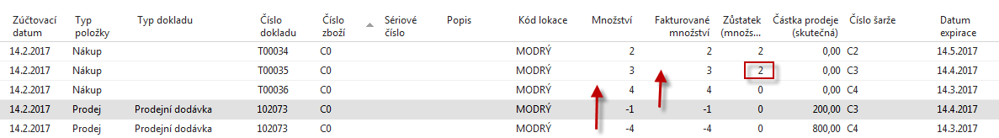 Zúčtovací datum Typ položky Typ dokladu Číslo dokladu Číslo zboží Sériové číslo Popis Kód lokace Množství Fakturované množství Zůstatek (množs... Částka prodeje (skutečná) Číslo šarže Datum expirace
14.2.2017 Nákup T00034 C0 MODRÝ 2 2 2 0,00 C2 14.5.2017
14.2.2017 Nákup T00035 C0 MODRÝ 3 3 2 0,00 C3 14.4.2017
14.2.2017 Nákup T00036 C0 MODRÝ 4 4 0 0,00 C4 14.3.2017
14.2.2017 Prodej Prodejní dodávka 102073 C0 MODRÝ -1 -1 0 200,00 C3 14.4.2017
14.2.2017 Prodej Prodejní dodávka 102073 C0 MODRÝ -4 -4 0 800,00 C4 14.3.2017